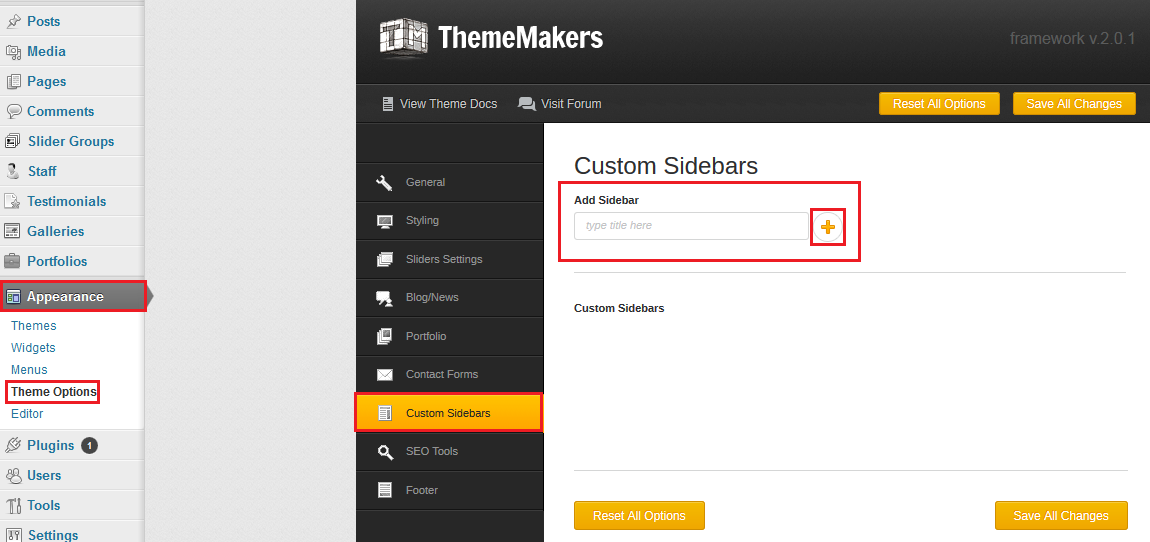 Posts
Media
Pages
Comments
Slider Groups
Staff
Testimonials
Galleries
Portfolios
Appearance
Themes
Widgets
Menus
Theme Options
Editor
Plugins 1
Users
Tools
Settings
TM ThemeMakers
framework v.2.0.1
View Theme Docs Visit Forum Reset All Options Save All Changes
General
Styling
Sliders Settings
Blog/News
Portfolio
Contact Forms
Custom Sidebars
SEO Tools
Footer
Custom Sidebars
Add Sidebar
type title here
Custom Sidebars
Reset All Options Save All Changes